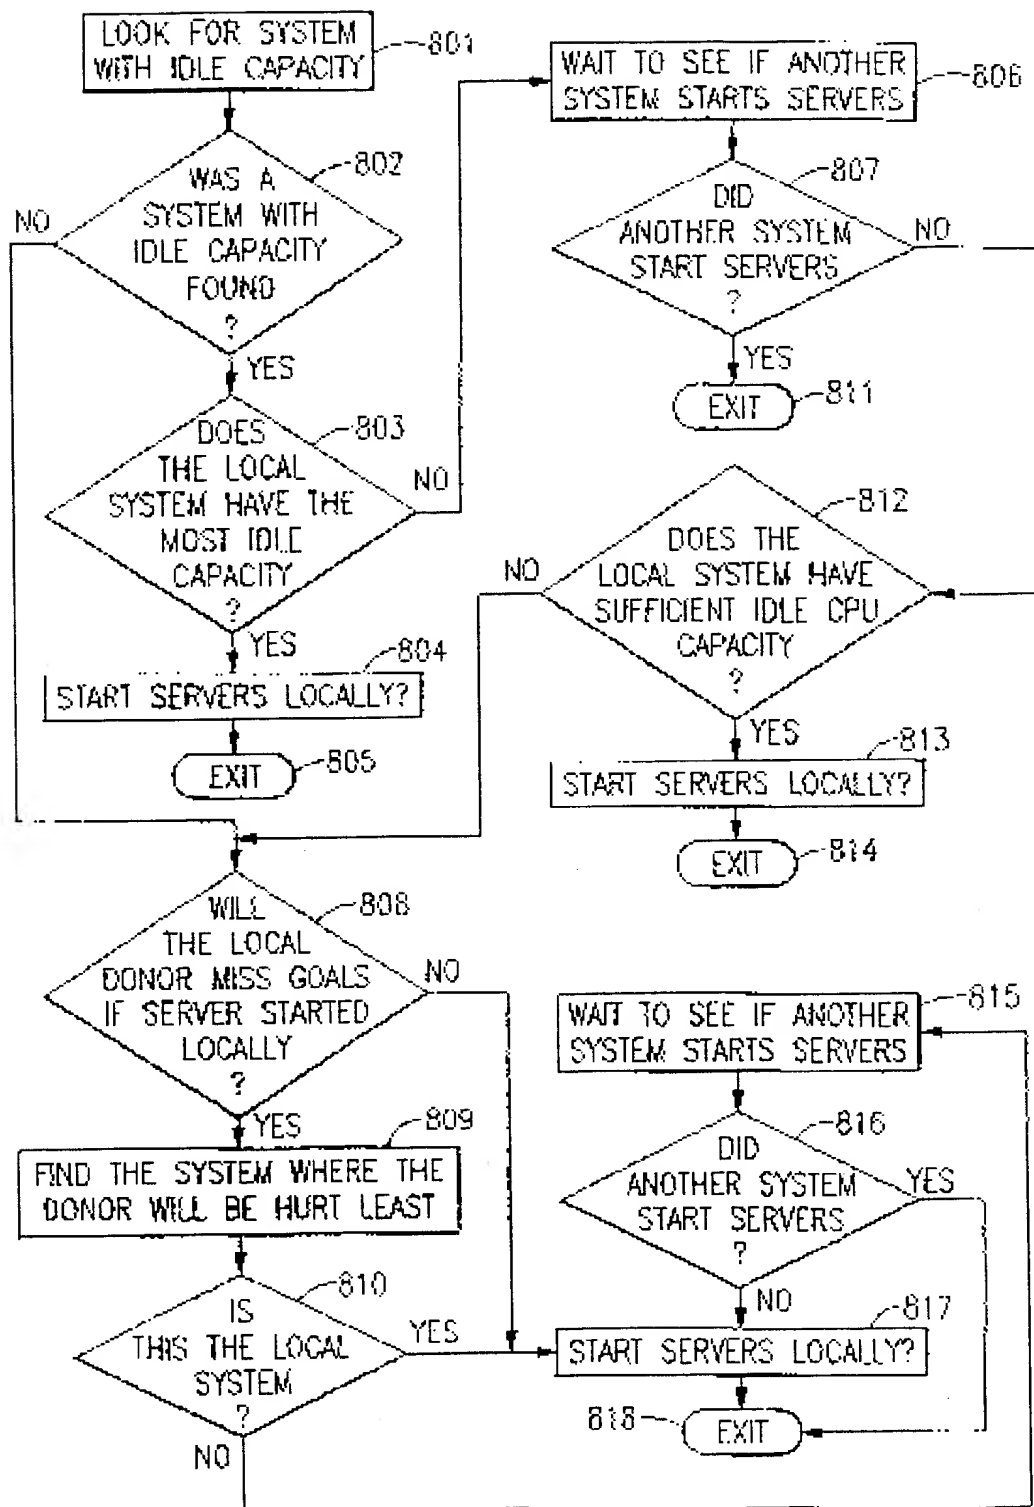 LOOK FOR SYSTEM
WITH IDLE CAPACITY
801
WAS A
SYSTEM WITH
IDLE CAPACITY
FOUND
?
802
NO
YES
DOES
THE LOCAL
SYSTEM HAVE THE
MOST IDLE
CAPACITY
?
803
NO
YES
START SERVERS LOCALLY?
804
EXIT
805
WAIT TO SEE IF ANOTHER
SYSTEM STARTS SERVERS
806
DID
ANOTHER SYSTEM
START SERVERS
?
807
NO
YES
EXIT
811
DOES THE
LOCAL SYSTEM HAVE
SUFFICIENT IDLE CPU
CAPACITY
?
812
NO
YES
START SERVERS LOCALLY?
813
EXIT
814
WILL
THE LOCAL
DONOR MISS GOALS
IF SERVER STARTED
LOCALLY
?
808
NO
YES
FIND THE SYSTEM WHERE THE
DONOR WILL BE HURT LEAST
809
IS
THIS THE LOCAL
SYSTEM
?
810
YES
NO
WAIT TO SEE IF ANOTHER
SYSTEM STARTS SERVERS
815
DID
ANOTHER SYSTEM
START SERVERS
?
816
YES
NO
START SERVERS LOCALLY?
817
EXIT
818